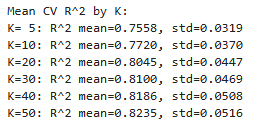 Mean CV R^2 by K:
K= 5: R^2 mean=0.7558, std=0.0319
K=10: R^2 mean=0.7720, std=0.0370
K=20: R^2 mean=0.8045, std=0.0447
K=30: R^2 mean=0.8100, std=0.0469
K=40: R^2 mean=0.8186, std=0.0508
K=50: R^2 mean=0.8235, std=0.0516